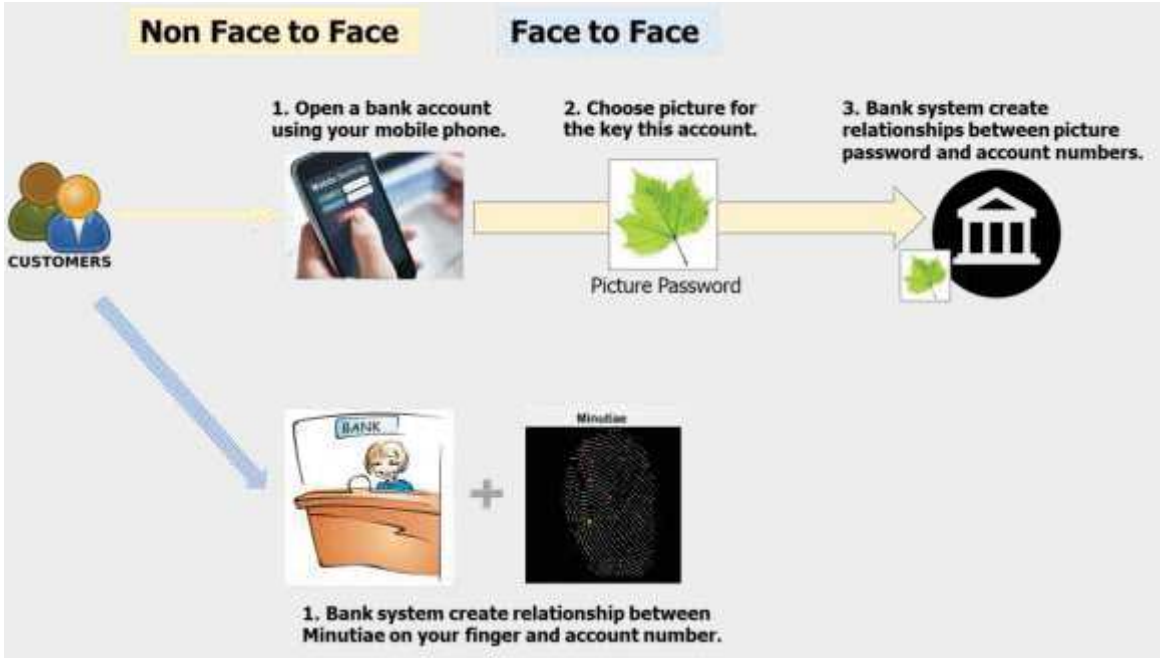 Non Face to Face
Face to Face
1. Open a bank account
using your mobile phone.
2. Choose picture for
the key this account.
3. Bank system create
relationships between picture
password and account numbers.
CUSTOMERS
Picture Password
BANK
Minutiae
1. Bank system create relationship between
Minutiae on your finger and account number.